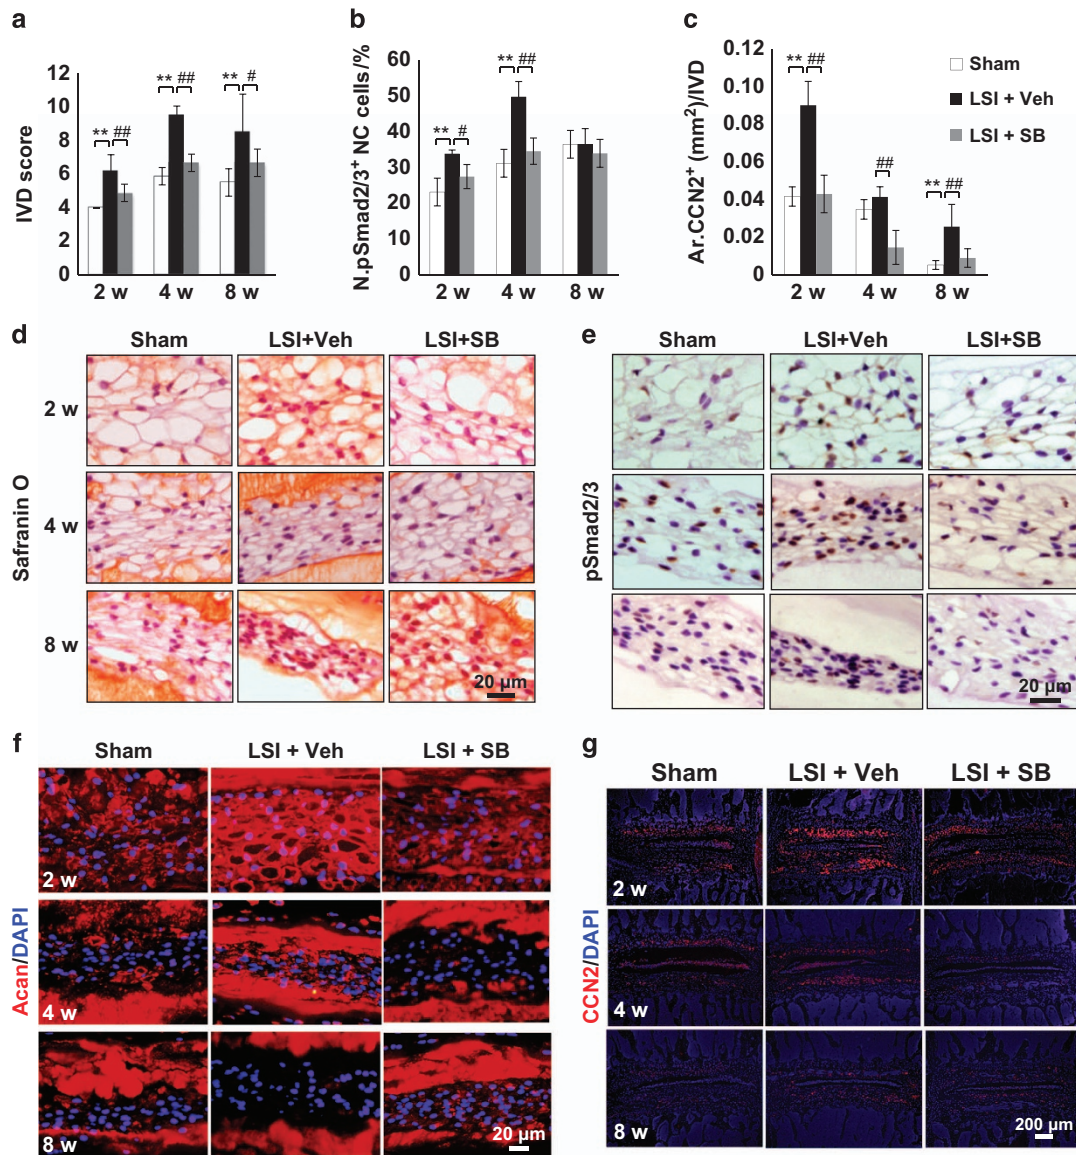 a
IVD score
12
10
8
6
4
2
0
** ##
** ##
** #
2 w 4 w 8 w
b
N.pSmad2/3⁺ NC cells/%
60
50
40
30
20
10
0
** #
** ##
2 w 4 w 8 w
c
Ar.CCN2⁺ (mm²)/IVD
0.12
0.10
0.08
0.06
0.04
0.02
0
** ##
##
** ##
2 w 4 w 8 w
Sham
LSI + Veh
LSI + SB
d
Sham LSI+Veh LSI+SB
Safranin O
2 w
4 w
8 w
20 µm
e
Sham LSI+Veh LSI+SB
pSmad2/3
20 µm
f
Sham LSI + Veh LSI + SB
Acan/DAPI
2 w
4 w
8 w
20 µm
g
Sham LSI + Veh LSI + SB
CCN2/DAPI
2 w
4 w
8 w
200 µm